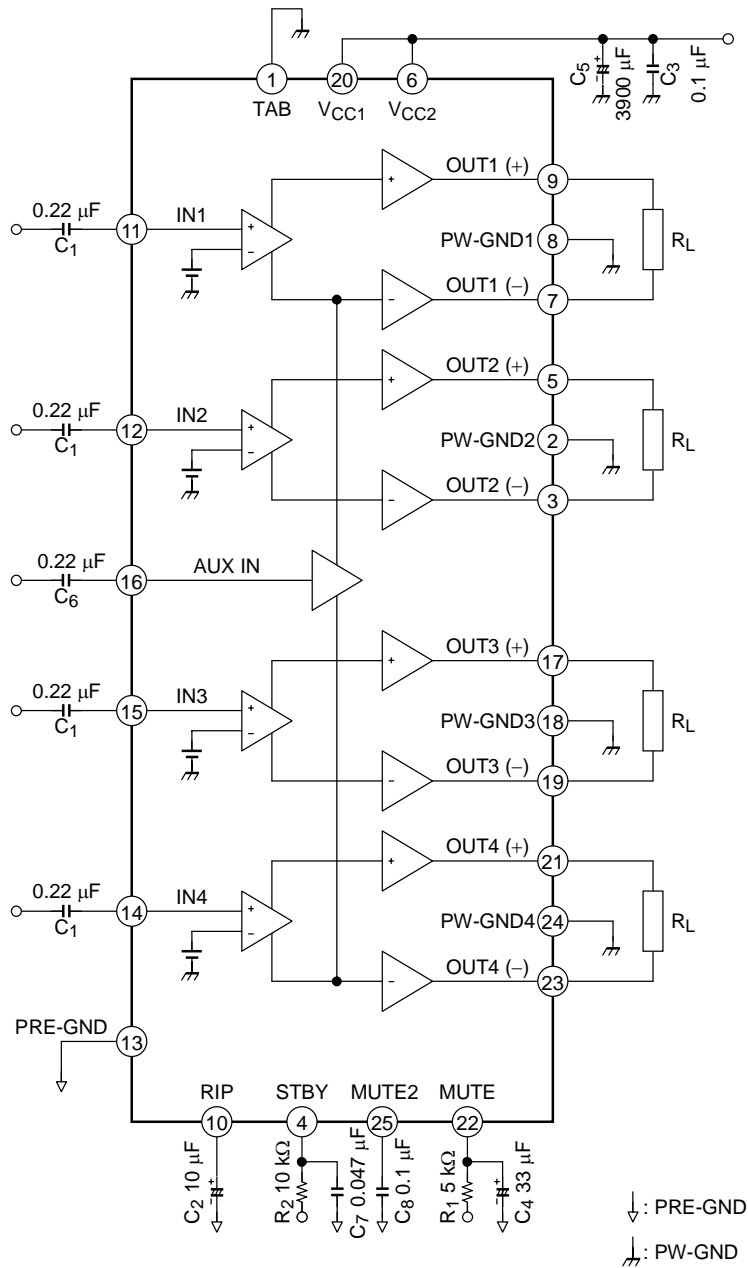 1
TAB
20
VCC1
6
VCC2
C5
3900 μF
C3
0.1 μF
0.22 μF
C1
11
IN1
+
−
+
OUT1 (+)
9
PW-GND1
8
RL
−
OUT1 (−)
7
0.22 μF
C1
12
IN2
+
−
+
OUT2 (+)
5
PW-GND2
2
RL
−
OUT2 (−)
3
0.22 μF
C6
16
AUX IN
0.22 μF
C1
15
IN3
+
−
+
OUT3 (+)
17
PW-GND3
18
RL
−
OUT3 (−)
19
0.22 μF
C1
14
IN4
+
−
+
OUT4 (+)
21
PW-GND4
24
RL
−
OUT4 (−)
23
PRE-GND
13
RIP
10
C2 10 μF
STBY
4
R2 10 kΩ
C7 0.047 μF
MUTE2
25
C8 0.1 μF
MUTE
22
R1 5 kΩ
C4 33 μF
: PRE-GND
: PW-GND